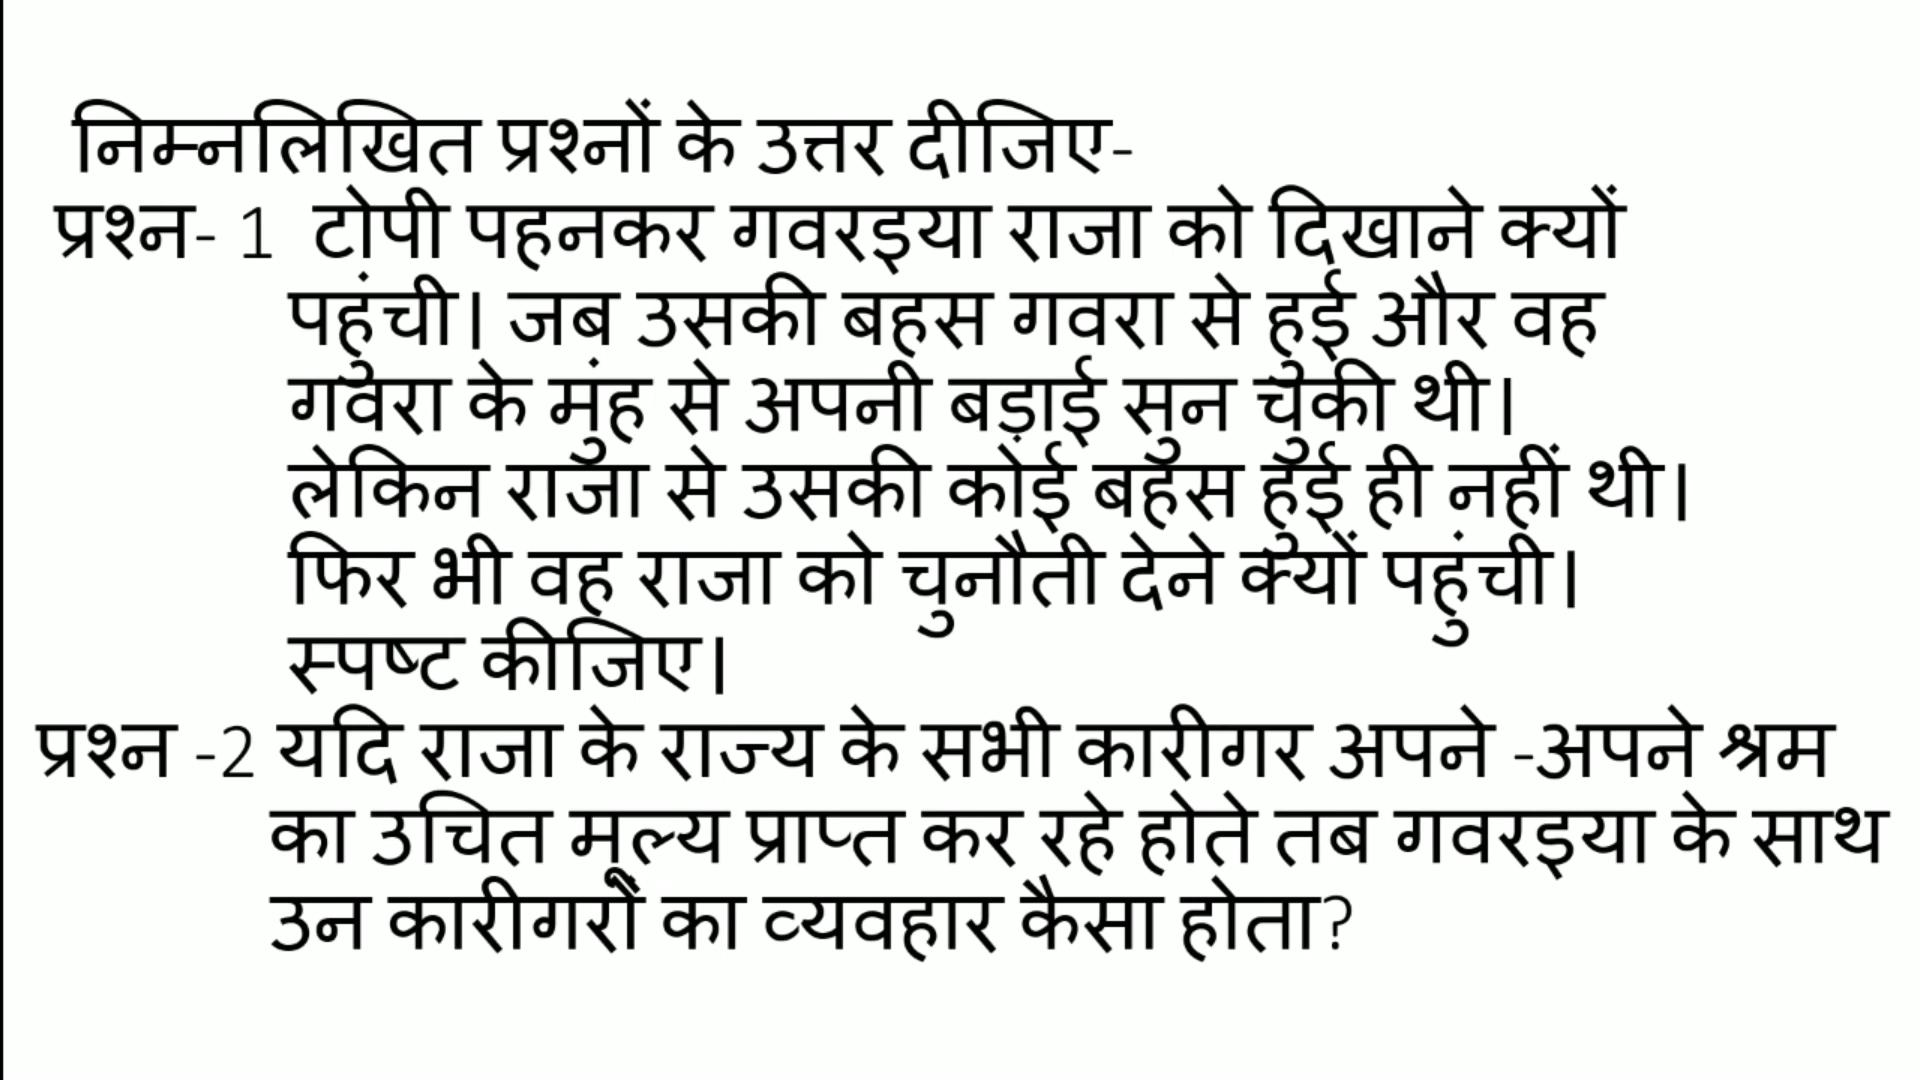 निम्नलिखित प्रश्नों के उत्तर दीजिए-
प्रश्न- 1 टोपी पहनकर गवरइया राजा को दिखाने क्यों
पहुंची। जब उसकी बहस गवरा से हुई और वह
गवरा के मुंह से अपनी बड़ाई सुन चुकी थी।
लेकिन राजा से उसकी कोई बहस हुई ही नहीं थी।
फिर भी वह राजा को चुनौती देने क्यों पहुंची।
स्पष्ट कीजिए।
प्रश्न -2 यदि राजा के राज्य के सभी कारीगर अपने -अपने श्रम
का उचित मूल्य प्राप्त कर रहे होते तब गवरइया के साथ
उन कारीगरों का व्यवहार कैसा होता?